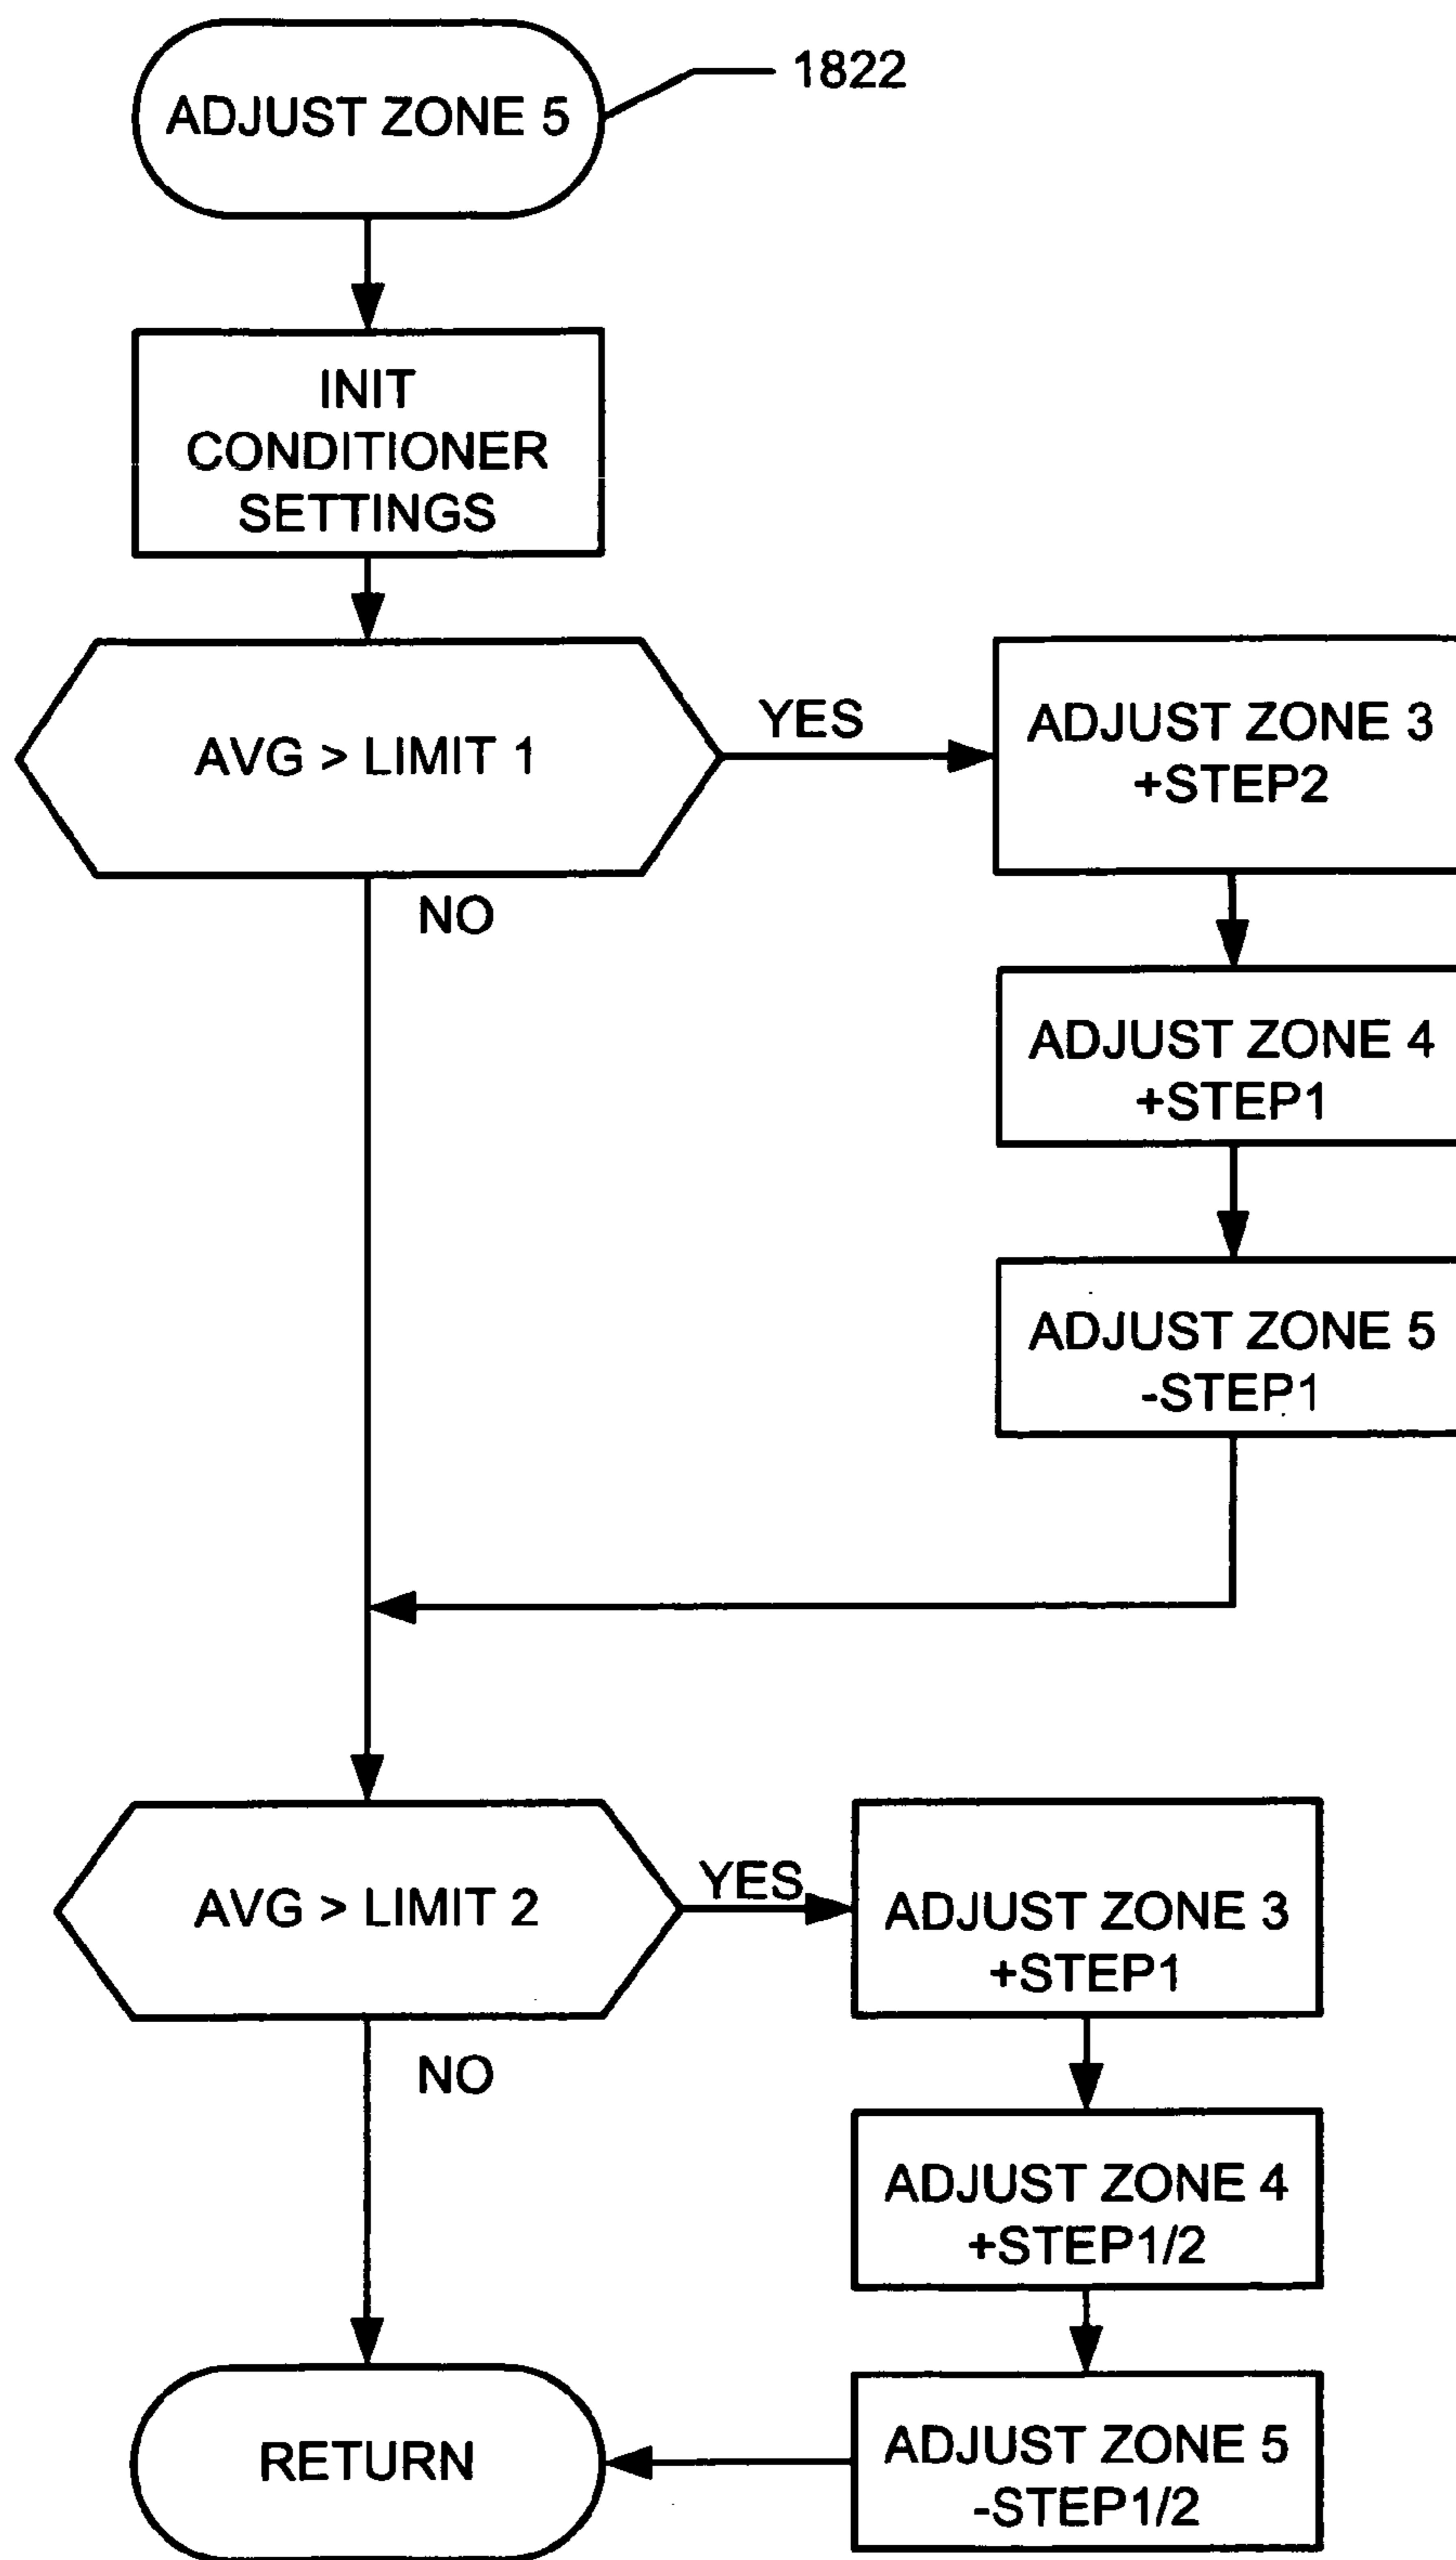 ADJUST ZONE 5
1822
INIT
CONDITIONER
SETTINGS
AVG > LIMIT 1
YES
ADJUST ZONE 3
+STEP2
NO
ADJUST ZONE 4
+STEP1
ADJUST ZONE 5
-STEP1
AVG > LIMIT 2
YES
ADJUST ZONE 3
+STEP1
NO
ADJUST ZONE 4
+STEP1/2
RETURN
ADJUST ZONE 5
-STEP1/2